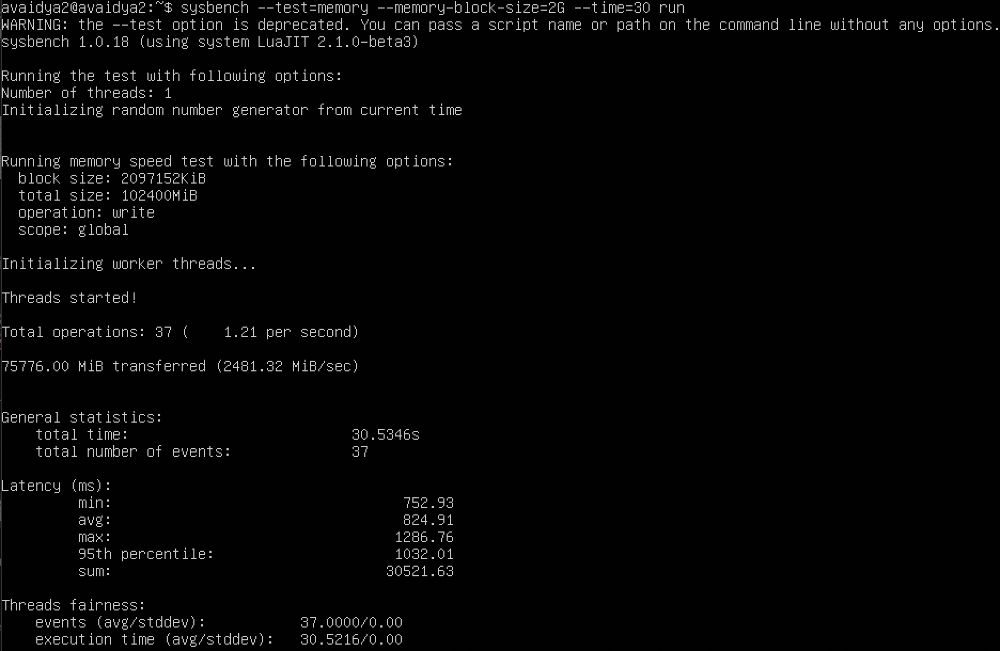 avaidya2@avaidya2:~$ sysbench --test=memory --memory-block-size=2G --time=30 run
WARNING: the --test option is deprecated. You can pass a script name or path on the command line without any options.
sysbench 1.0.18 (using system LuaJIT 2.1.0-beta3)
Running the test with following options:
Number of threads: 1
Initializing random number generator from current time
Running memory speed test with the following options:
block size: 2097152KiB
total size: 102400MiB
operation: write
scope: global
Initializing worker threads...
Threads started!
Total operations: 37 (    1.21 per second)
75776.00 MiB transferred (2481.32 MiB/sec)
General statistics:
total time: 30.5346s
total number of events: 37
Latency (ms):
min: 752.93
avg: 824.91
max: 1286.76
95th percentile: 1032.01
sum: 30521.63
Threads fairness:
events (avg/stddev): 37.0000/0.00
execution time (avg/stddev): 30.5216/0.00